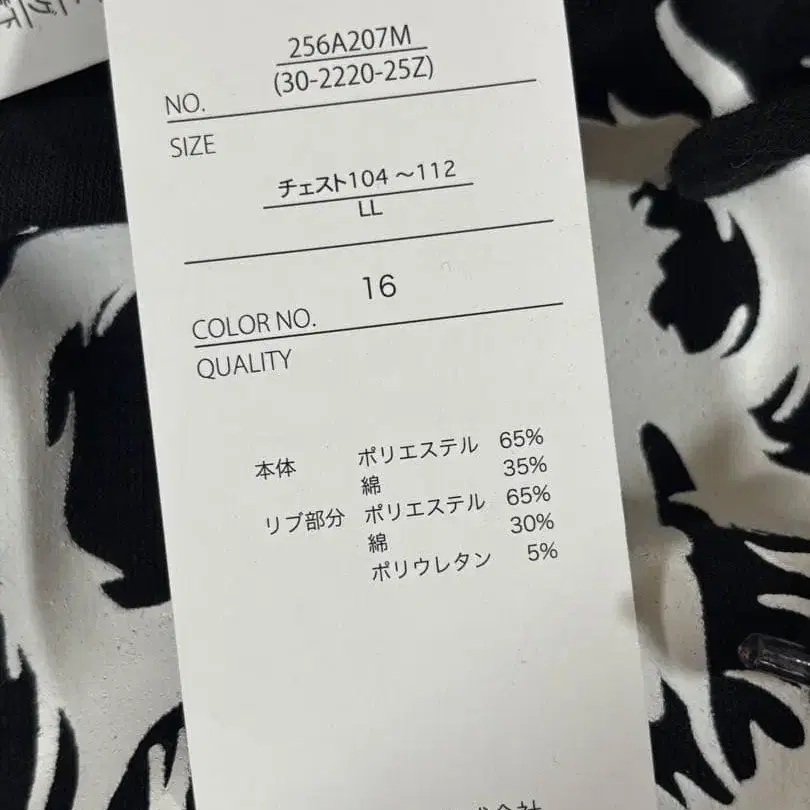 256A207M
(30-2220-25Z)
NO.
SIZE
チェスト104～112
LL
16
COLOR NO.
QUALITY
本体 ポリエステル 65%
綿 35%
リブ部分 ポリエステル 65%
綿 30%
ポリウレタン 5%